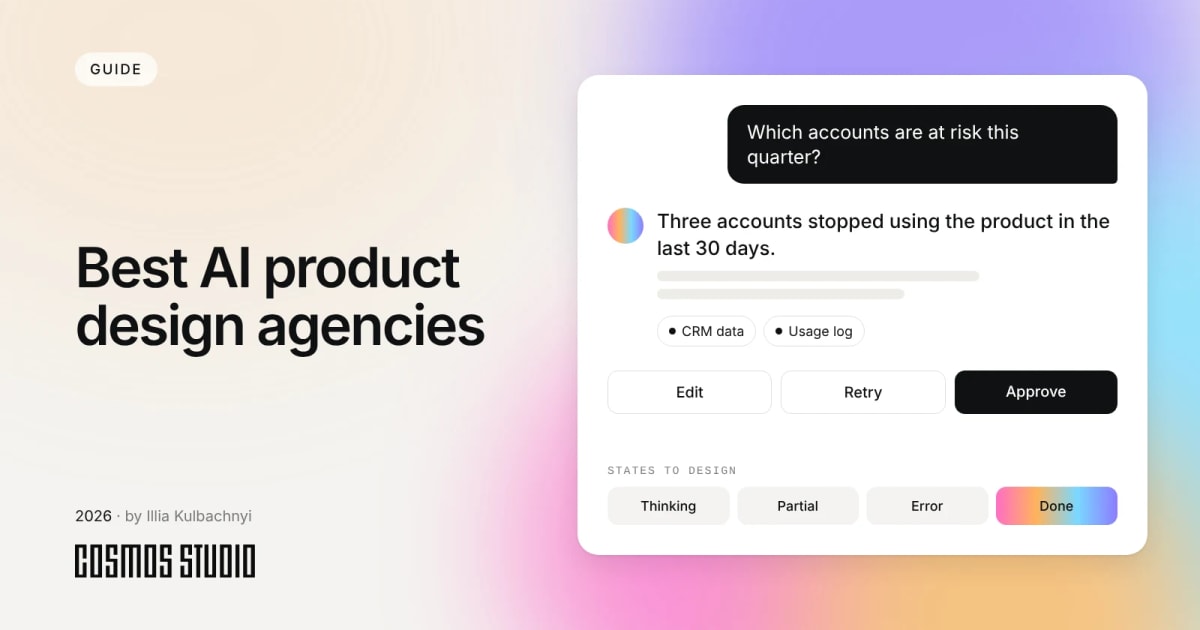 GUIDE
Best AI product
design agencies
2026 · by Illia Kulbachnyi
COSMOS STUDIO
Which accounts are at risk this
quarter?
Three accounts stopped using the product in the
last 30 days.
CRM data
Usage log
Edit
Retry
Approve
STATES TO DESIGN
Thinking
Partial
Error
Done